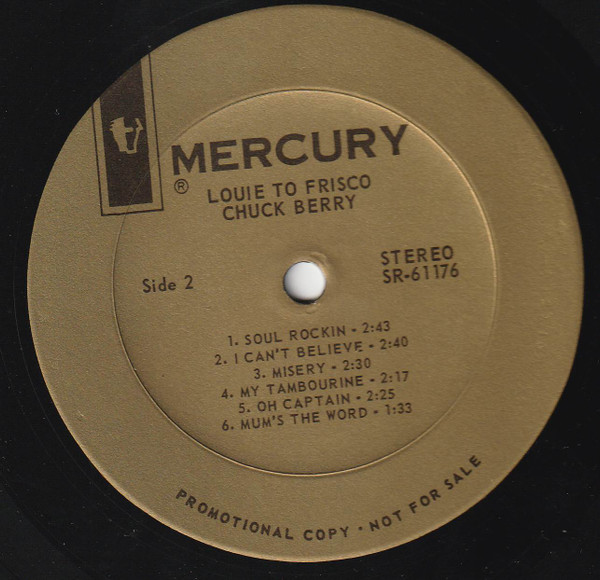 MERCURY
®
LOUIE TO FRISCO
CHUCK BERRY
Side 2
STEREO
SR-61176
1. SOUL ROCKIN - 2:43
2. I CAN'T BELIEVE - 2:40
3. MISERY - 2:30
4. MY TAMBOURINE - 2:17
5. OH CAPTAIN - 2:25
6. MUM'S THE WORD - 1:33
PROMOTIONAL COPY • NOT FOR SALE